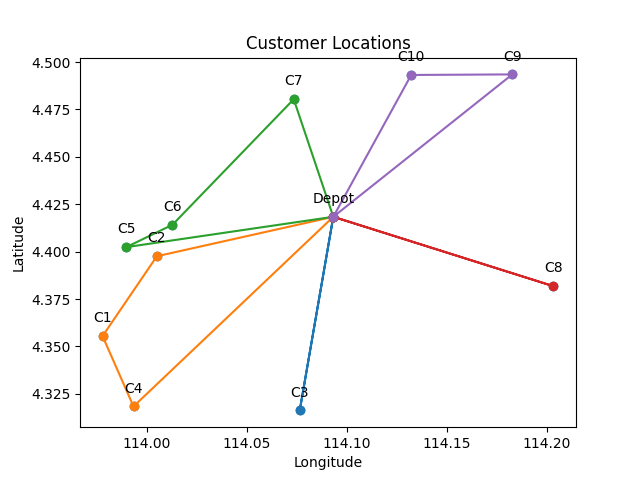 Customer Locations
C10
C9
C7
Depot
C6
C5
C2
C8
C1
C4
C3
4.500
4.475
4.450
4.425
4.400
4.375
4.350
4.325
Latitude
114.00
114.05
114.10
114.15
114.20
Longitude